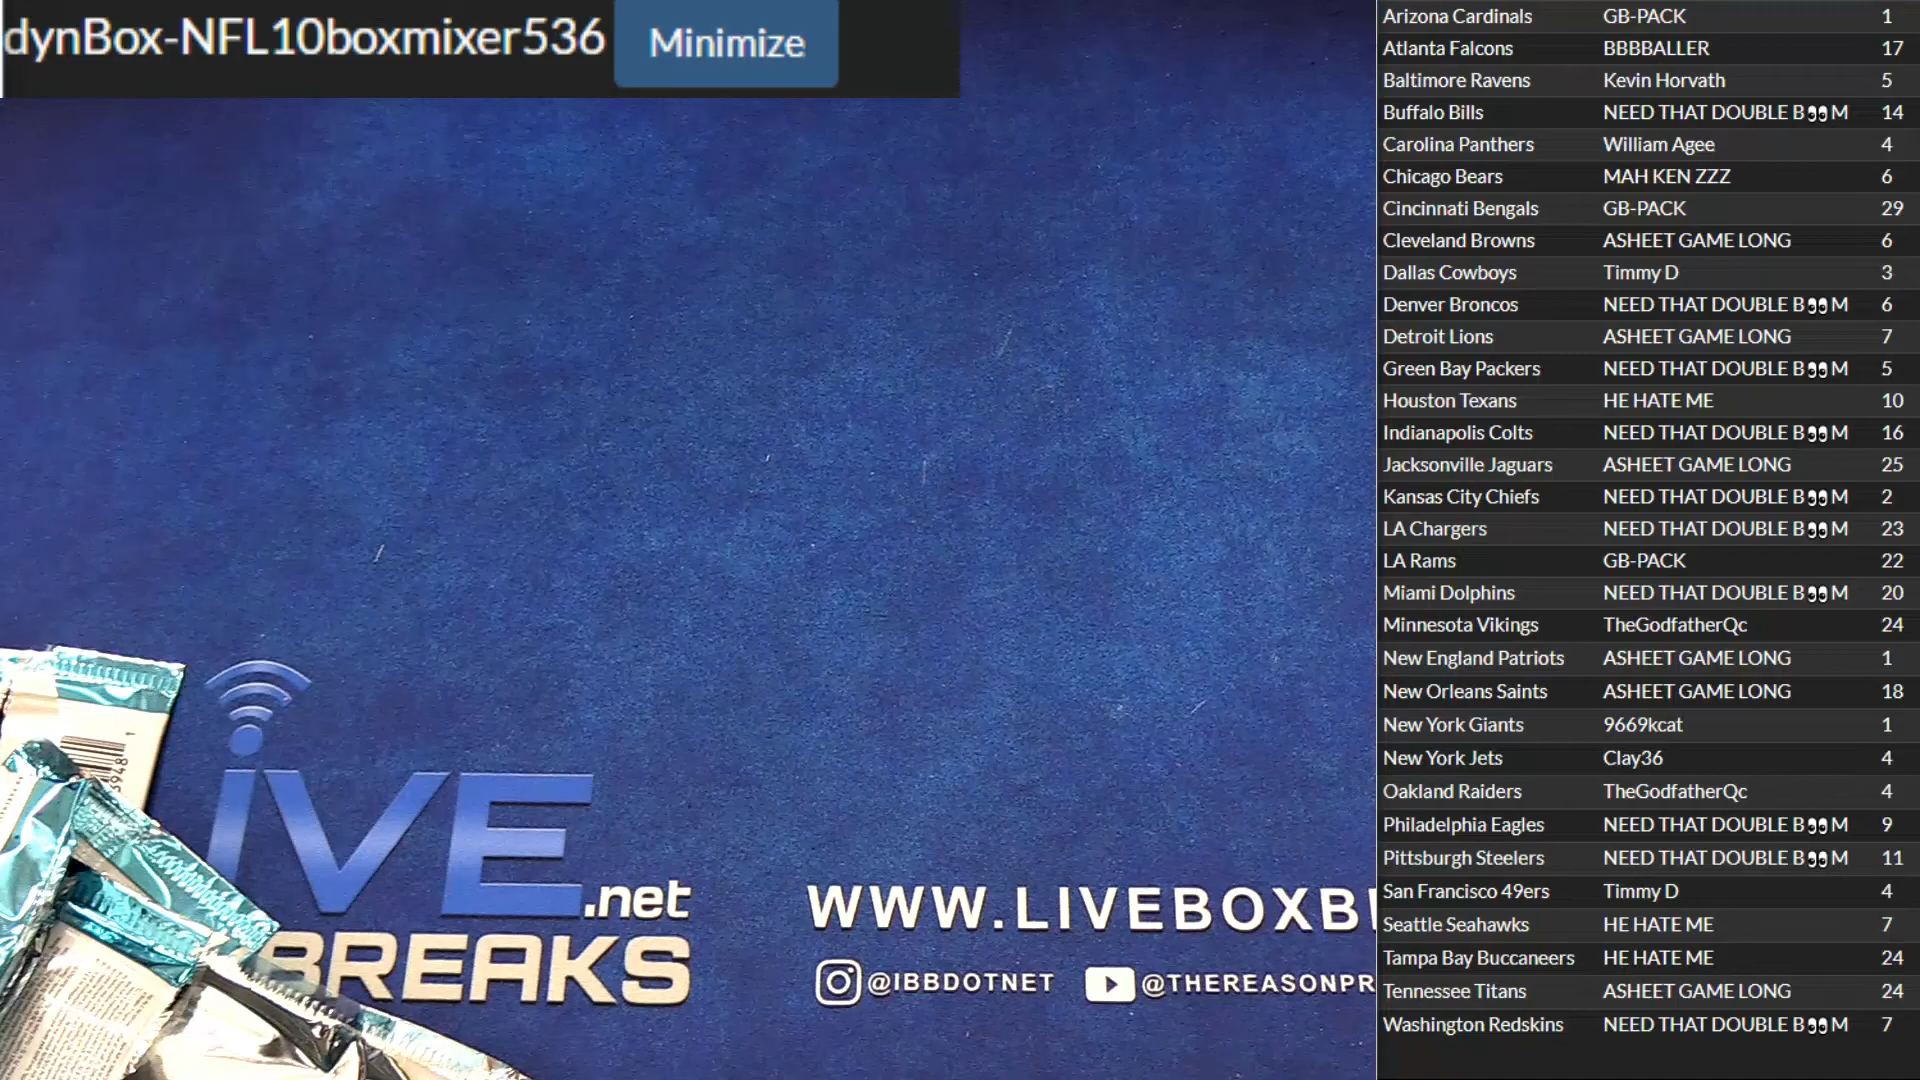 dynBox-NFL10boxmixer536 Minimize
Arizona Cardinals GB-PACK 1
Atlanta Falcons BBBBALLER 17
Baltimore Ravens Kevin Horvath 5
Buffalo Bills NEED THAT DOUBLE B👀M 14
Carolina Panthers William Agee 4
Chicago Bears MAH KEN ZZZ 6
Cincinnati Bengals GB-PACK 29
Cleveland Browns ASHEET GAME LONG 6
Dallas Cowboys Timmy D 3
Denver Broncos NEED THAT DOUBLE B👀M 6
Detroit Lions ASHEET GAME LONG 7
Green Bay Packers NEED THAT DOUBLE B👀M 5
Houston Texans HE HATE ME 10
Indianapolis Colts NEED THAT DOUBLE B👀M 16
Jacksonville Jaguars ASHEET GAME LONG 25
Kansas City Chiefs NEED THAT DOUBLE B👀M 2
LA Chargers NEED THAT DOUBLE B👀M 23
LA Rams GB-PACK 22
Miami Dolphins NEED THAT DOUBLE B👀M 20
Minnesota Vikings TheGodfatherQc 24
New England Patriots ASHEET GAME LONG 1
New Orleans Saints ASHEET GAME LONG 18
New York Giants 9669kcat 1
New York Jets Clay36 4
Oakland Raiders TheGodfatherQc 4
Philadelphia Eagles NEED THAT DOUBLE B👀M 9
Pittsburgh Steelers NEED THAT DOUBLE B👀M 11
San Francisco 49ers Timmy D 4
Seattle Seahawks HE HATE ME 7
Tampa Bay Buccaneers HE HATE ME 24
Tennessee Titans ASHEET GAME LONG 24
Washington Redskins NEED THAT DOUBLE B👀M 7
iVE.net
BREAKS
WWW.LIVEBOXB
@IBBDOTNET @THEREASONPR